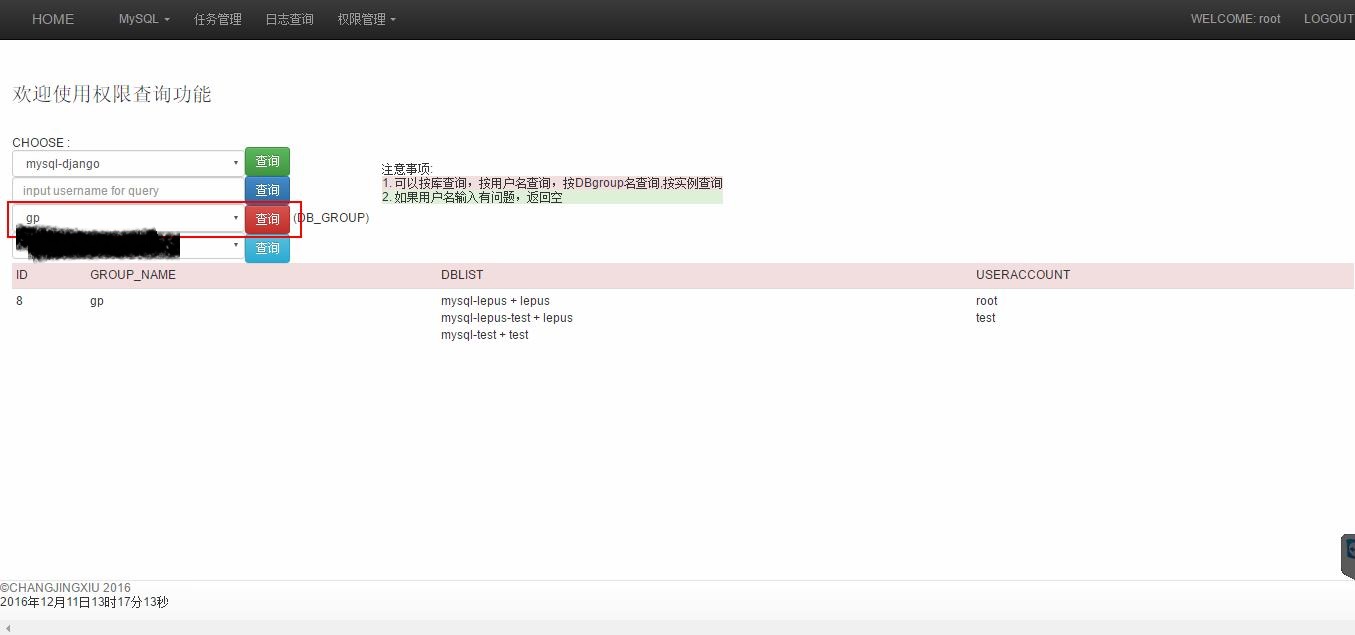 HOME MySQL 任务管理 日志查询 权限管理 WELCOME: root LOGOUT
欢迎使用权限查询功能
CHOOSE :
mysql-django 查询
input username for query 查询
gp 查询 (DB_GROUP)
查询
注意事项:
1. 可以按库查询，按用户名查询，按DBgroup名查询,按实例查询
2. 如果用户名输入有问题，返回空
ID GROUP_NAME DBLIST USERACCOUNT
8 gp mysql-lepus + lepus root
mysql-lepus-test + lepus test
mysql-test + test
©CHANGJINGXIU 2016
2016年12月11日13时17分13秒